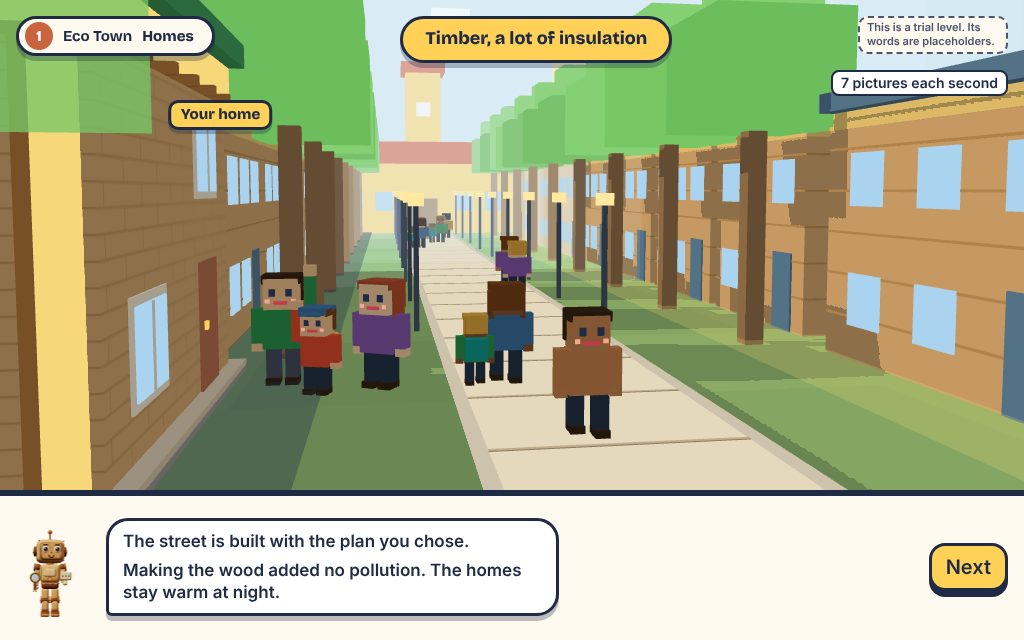 1 Eco Town Homes
Timber, a lot of insulation
This is a trial level. Its
words are placeholders.
7 pictures each second
Your home
The street is built with the plan you chose.
Making the wood added no pollution. The homes
stay warm at night.
Next